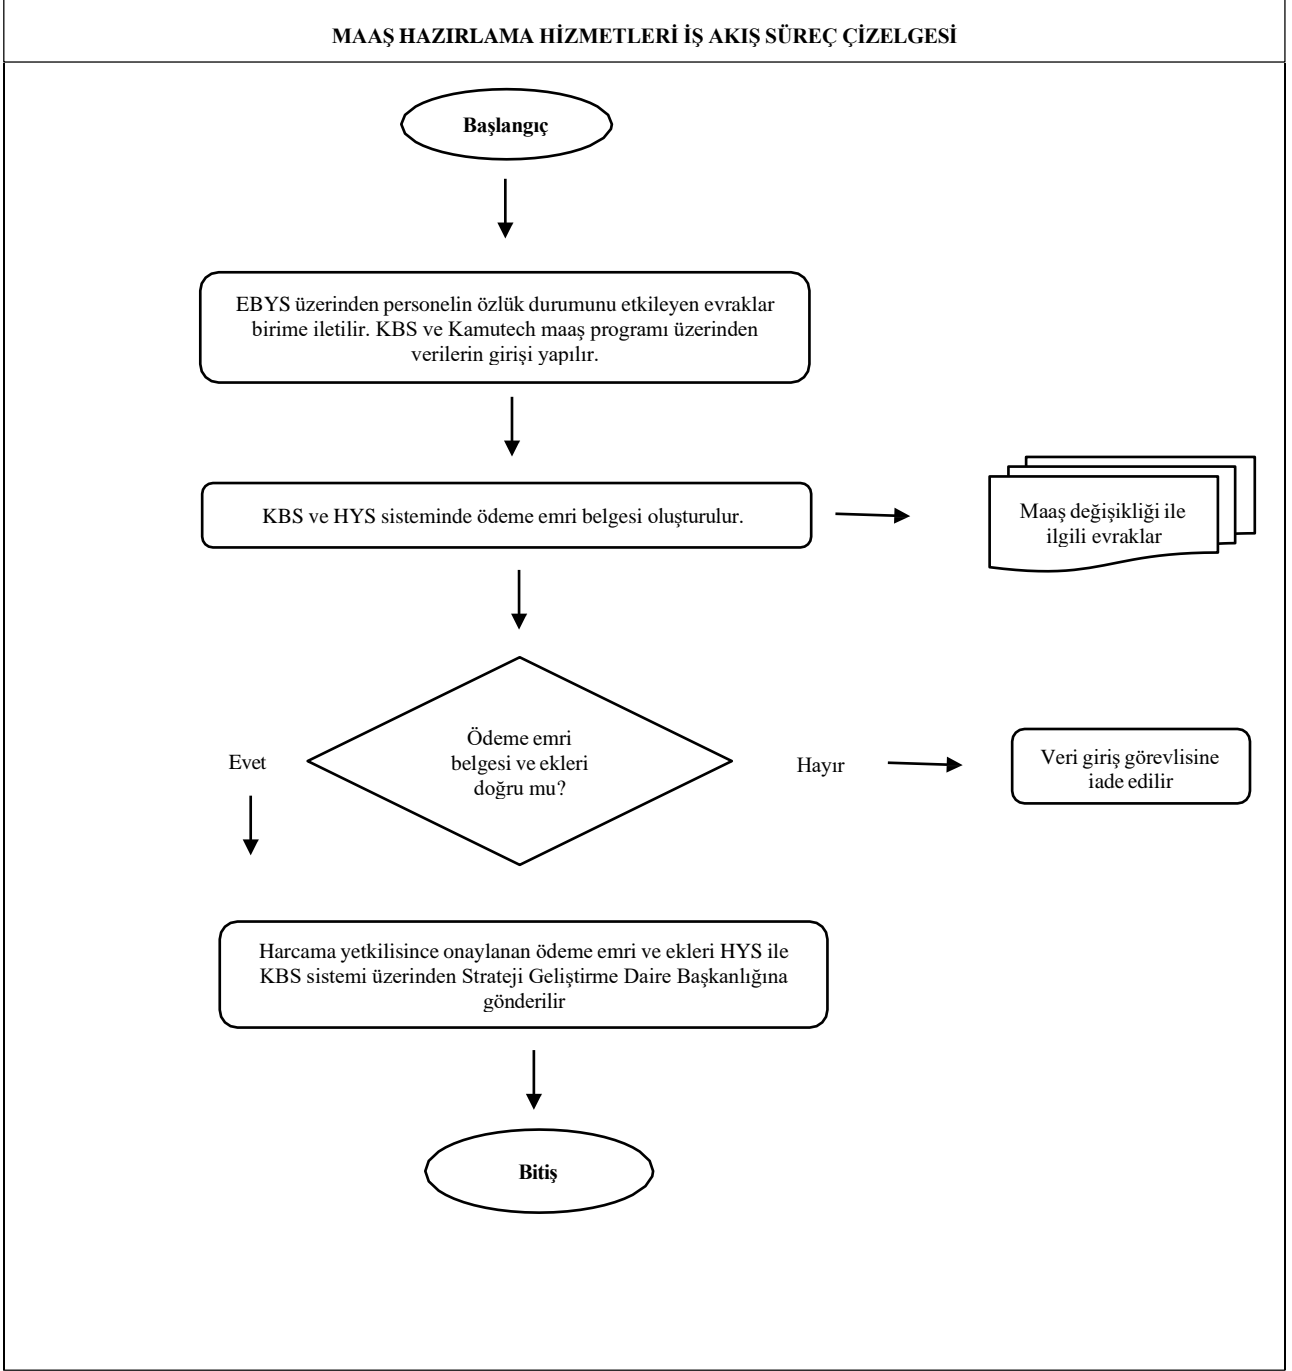 MAAŞ HAZIRLAMA HİZMETLERİ İŞ AKIŞ SÜREÇ ÇİZELGESİ
Başlangıç
EBYS üzerinden personelin özlük durumunu etkileyen evraklar
birime iletilir. KBS ve Kamutech maaş programı üzerinden
verilerin girişi yapılır.
KBS ve HYS sisteminde ödeme emri belgesi oluşturulur.
Maaş değişikliği ile
ilgili evraklar
Ödeme emri
belgesi ve ekleri
doğru mu?
Evet
Hayır
Veri giriş görevlisine
iade edilir
Harcama yetkilisince onaylanan ödeme emri ve ekleri HYS ile
KBS sistemi üzerinden Strateji Geliştirme Daire Başkanlığına
gönderilir
Bitiş